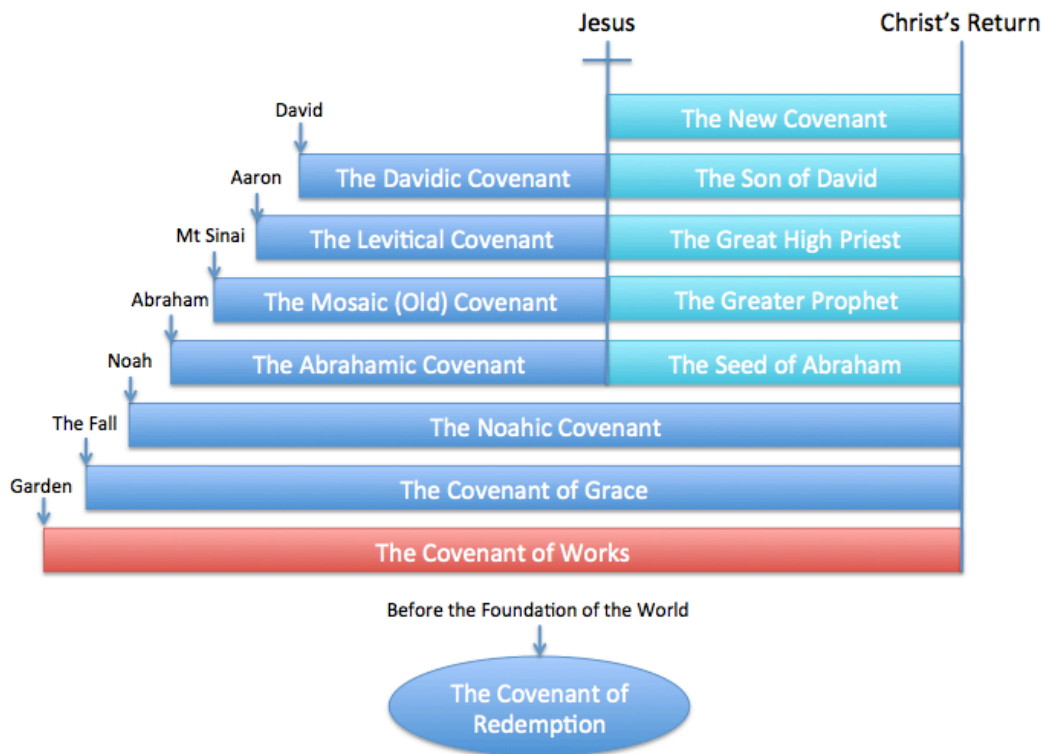 Jesus
Christ's Return
The New Covenant
David
The Davidic Covenant
The Son of David
Aaron
The Levitical Covenant
The Great High Priest
Mt Sinai
The Mosaic (Old) Covenant
The Greater Prophet
Abraham
The Abrahamic Covenant
The Seed of Abraham
Noah
The Noahic Covenant
The Fall
The Covenant of Grace
Garden
The Covenant of Works
Before the Foundation of the World
The Covenant of
Redemption